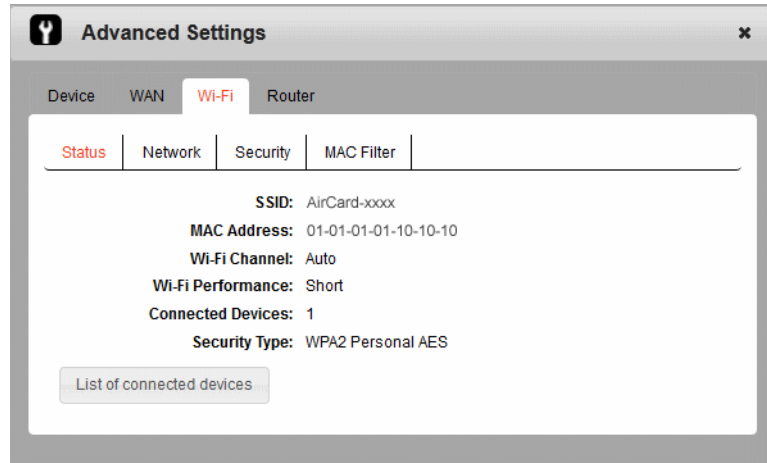 Advanced Settings
Device WAN Wi-Fi Router
Status Network Security MAC Filter
SSID: AirCard-xxxx
MAC Address: 01-01-01-01-10-10-10
Wi-Fi Channel: Auto
Wi-Fi Performance: Short
Connected Devices: 1
Security Type: WPA2 Personal AES
List of connected devices